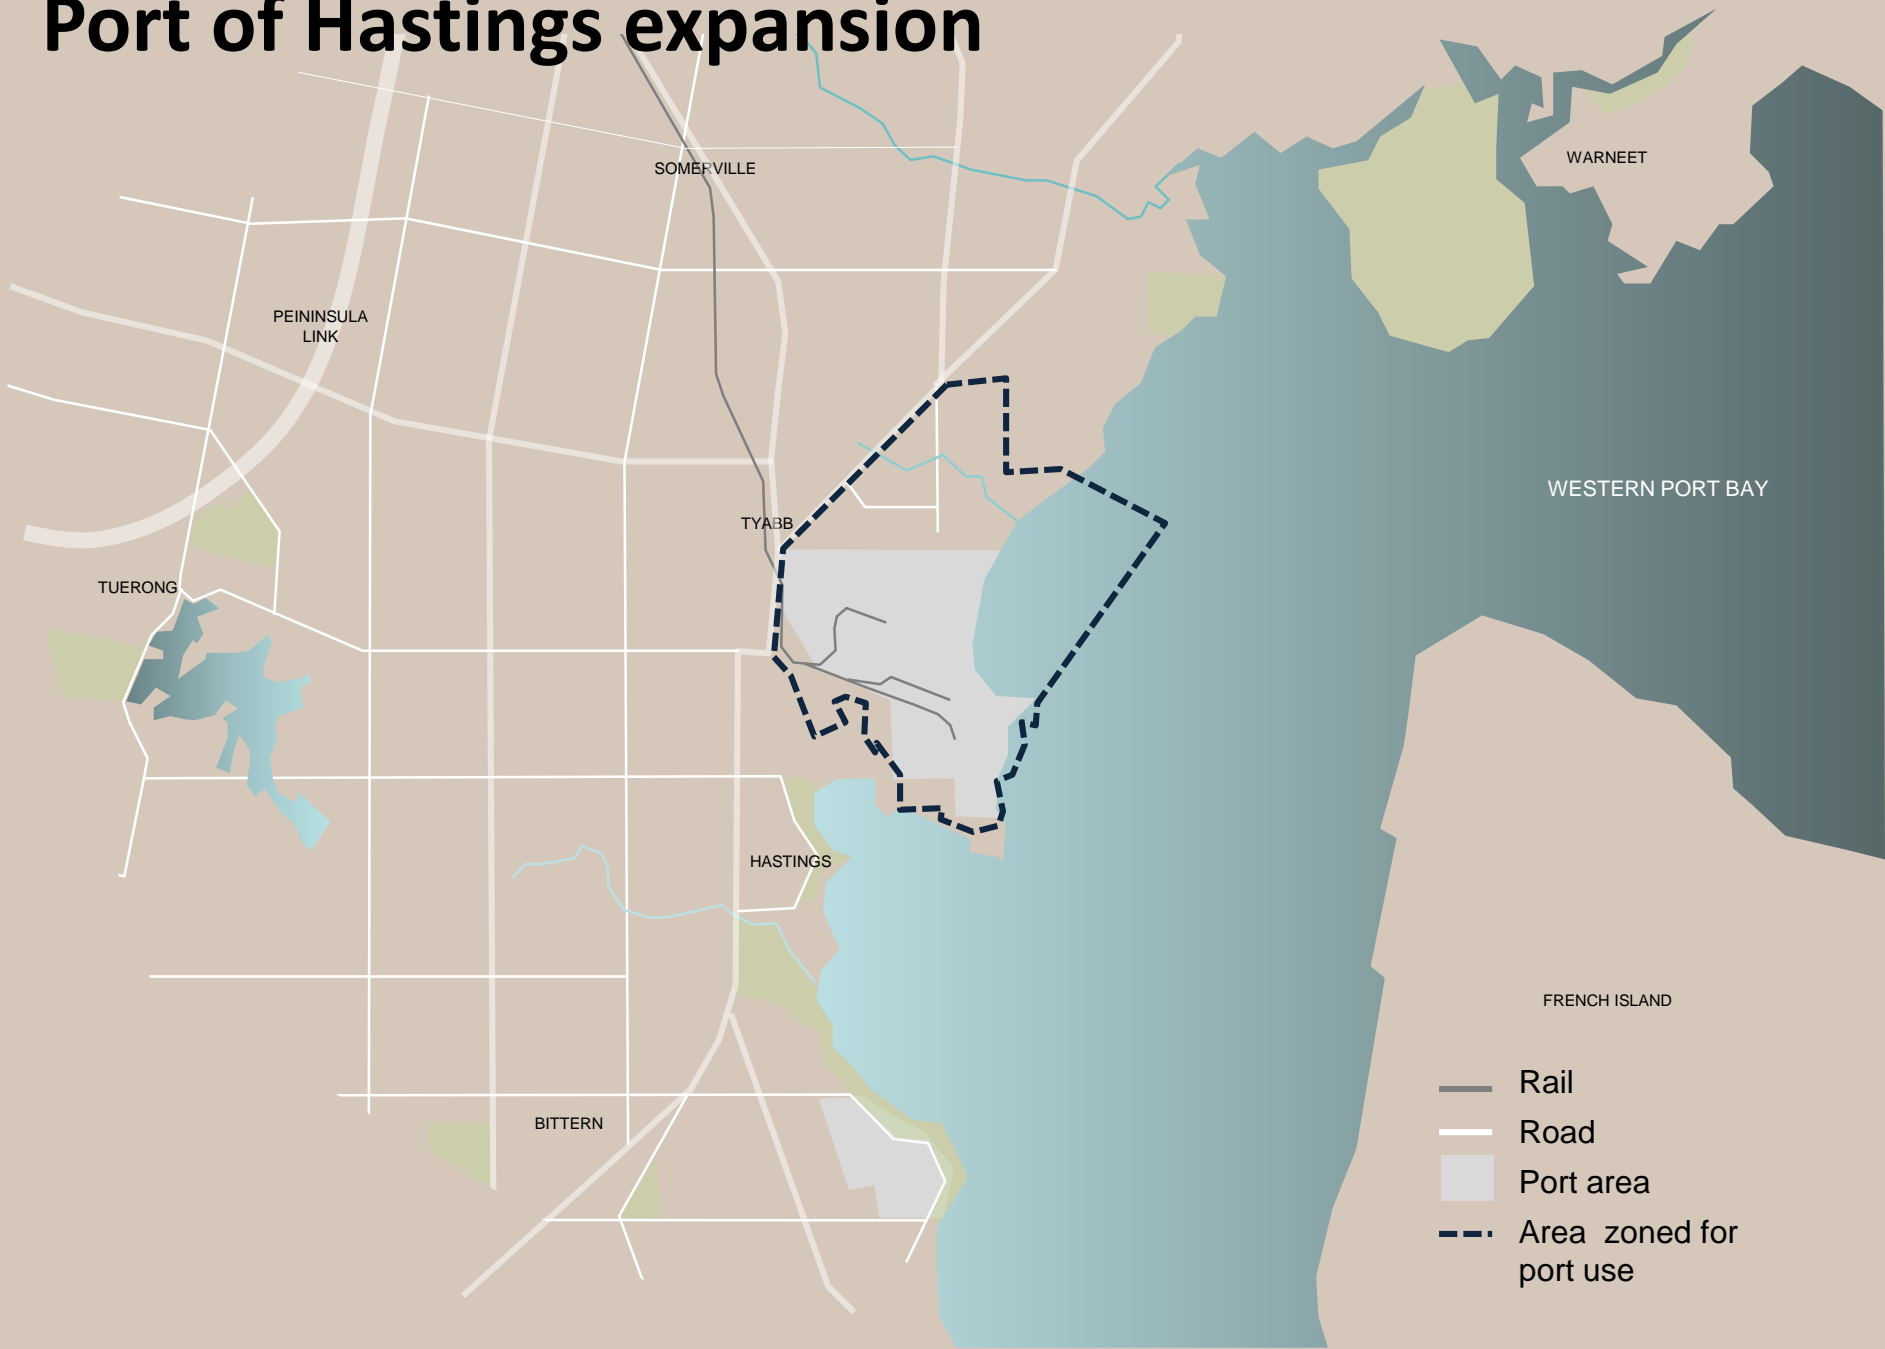 Port of Hastings expansion
SOMERVILLE
WARNEET
PEININSULA
LINK
WESTERN PORT BAY
TYABB
TUERONG
HASTINGS
FRENCH ISLAND
BITTERN
Rail
Road
Port area
Area zoned for
port use